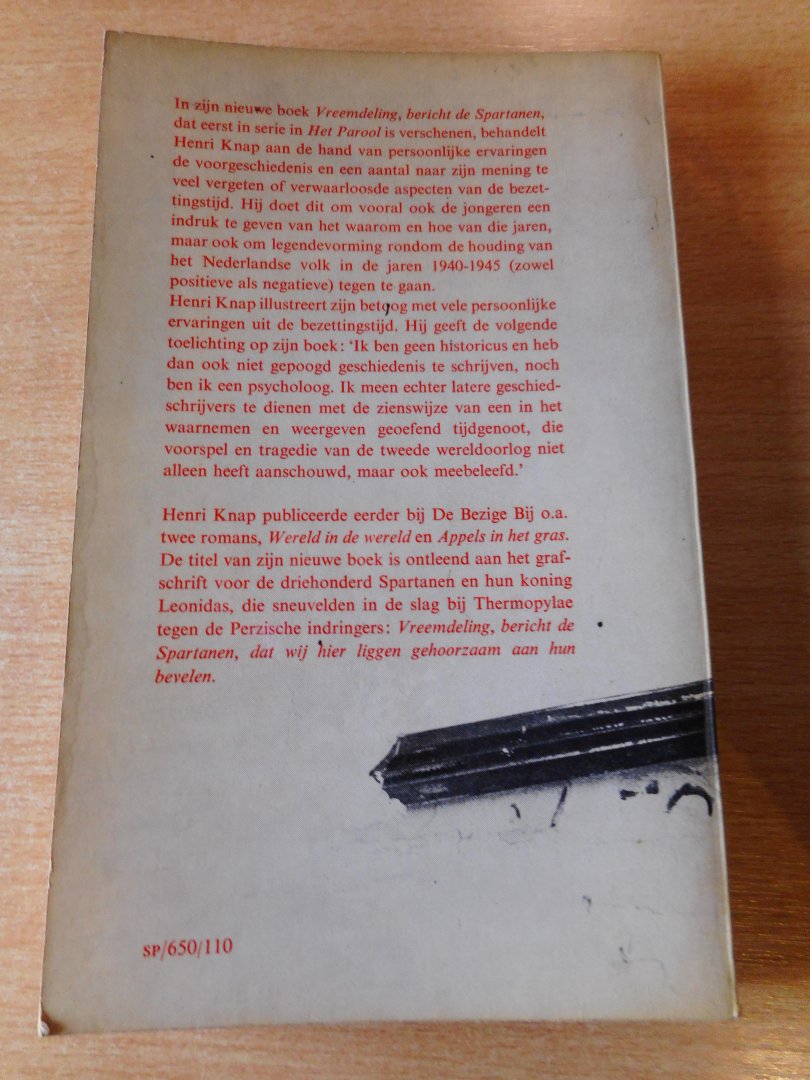 In zijn nieuwe boek Vreemdeling, bericht de Spartanen,
dat eerst in serie in Het Parool is verschenen, behandelt
Henri Knap aan de hand van persoonlijke ervaringen
de voorgeschiedenis en een aantal naar zijn mening te
veel vergeten of verwaarloosde aspecten van de bezet-
tingstijd. Hij doet dit om vooral ook de jongeren een
indruk te geven van het waarom en hoe van die jaren,
maar ook om legendevorming rondom de houding van
het Nederlandse volk in de jaren 1940-1945 (zowel
positieve als negatieve) tegen te gaan.
Henri Knap illustreert zijn betoog met vele persoonlijke
ervaringen uit de bezettingstijd. Hij geeft de volgende
toelichting op zijn boek: ‘Ik ben geen historicus en heb
dan ook niet gepoogd geschiedenis te schrijven, noch
ben ik een psycholoog. Ik meen echter latere geschied-
schrijvers te dienen met de zienswijze van een in het
waarnemen en weergeven geoefend tijdgenoot, die
voorspel en tragedie van de tweede wereldoorlog niet
alleen heeft aanschouwd, maar ook meebeleefd.’
Henri Knap publiceerde eerder bij De Bezige Bij o.a.
twee romans, Wereld in de wereld en Appels in het gras.
De titel van zijn nieuwe boek is ontleend aan het graf-
schrift voor de driehonderd Spartanen en hun koning
Leonidas, die sneuvelden in de slag bij Thermopylae
tegen de Perzische indringers: Vreemdeling, bericht de
Spartanen, dat wij hier liggen gehoorzaam aan hun
bevelen.
SP/650/110